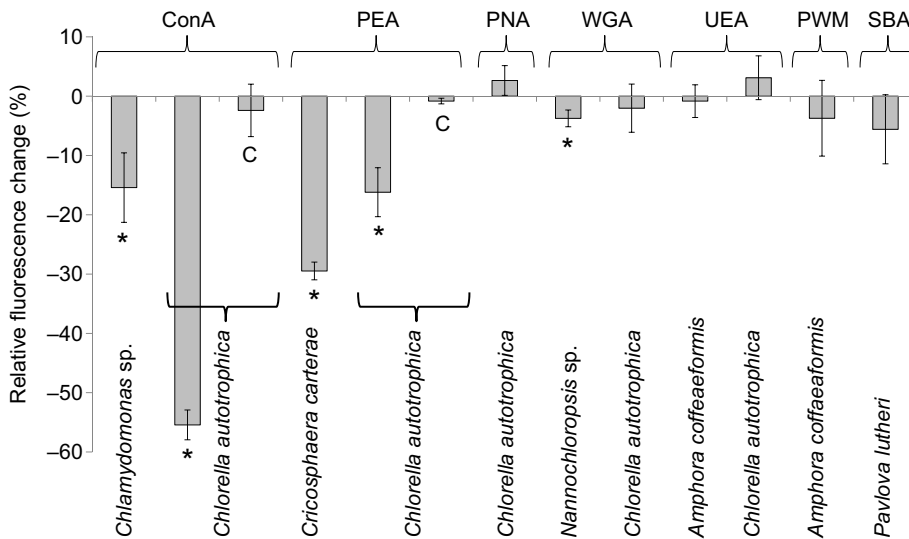 ConA PEA PNA WGA UEA PWM SBA
Relative fluorescence change (%)
10
0
–10
–20
–30
–40
–50
–60
C
C
*
*
*
*
*
Chlamydomonas sp.
Chlorella autotrophica
Cricosphaera carterae
Chlorella autotrophica
Chlorella autotrophica
Nannochloropsis sp.
Chlorella autotrophica
Amphora coffeaeformis
Chlorella autotrophica
Amphora coffaeaformis
Pavlova lutheri